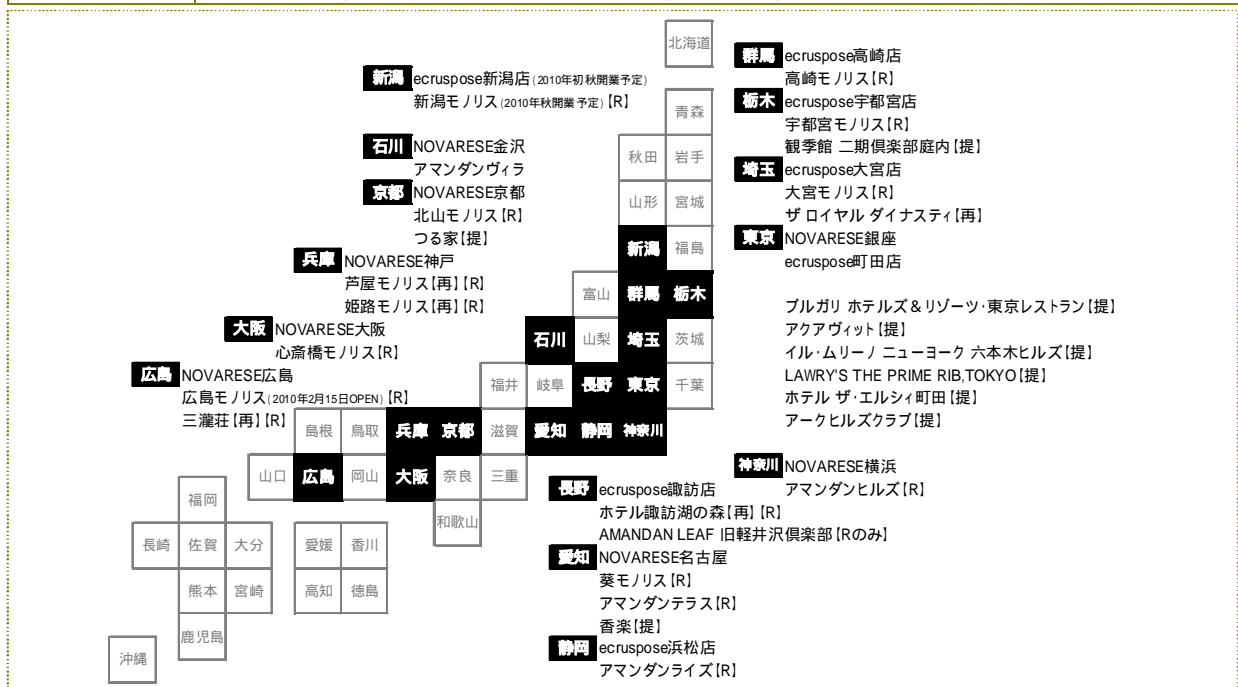 北海道
青森
秋田 岩手
山形 宮城
新潟 福島
富山 群馬 栃木
石川 山梨 埼玉 茨城
福井 岐阜 長野 東京 千葉
島根 鳥取 兵庫 京都 滋賀 愛知 静岡 神奈川
山口 広島 岡山 大阪 奈良 三重
和歌山
福岡
長崎 佐賀 大分 愛媛 香川
熊本 宮崎 高知 徳島
鹿児島
沖縄
新潟 ecruspose新潟店(2010年初秋開業予定)
新潟モノリス(2010年秋開業予定)【R】
石川 NOVARESE金沢
アマンダンヴィラ
京都 NOVARESE京都
北山モノリス【R】
つる家【提】
兵庫 NOVARESE神戸
芦屋モノリス【再】【R】
姫路モノリス【再】【R】
大阪 NOVARESE大阪
心斎橋モノリス【R】
広島 NOVARESE広島
広島モノリス(2010年2月15日OPEN)【R】
三瀧荘【再】【R】
群馬 ecruspose高崎店
高崎モノリス【R】
栃木 ecruspose宇都宮店
宇都宮モノリス【R】
観季館 二期倶楽部庭内【提】
埼玉 ecruspose大宮店
大宮モノリス【R】
ザ ロイヤル ダイナスティ【再】
東京 NOVARESE銀座
ecruspose町田店
ブルガリ ホテルズ&リゾーツ・東京レストラン【提】
アクアヴィット【提】
イル・ムリーノ ニューヨーク 六本木ヒルズ【提】
LAWRY'S THE PRIME RIB,TOKYO【提】
ホテル ザ・エルシィ町田【提】
アークヒルズクラブ【提】
神奈川 NOVARESE横浜
アマンダンヒルズ【R】
長野 ecruspose諏訪店
ホテル諏訪湖の森【再】【R】
AMANDAN LEAF 旧軽井沢倶楽部【Rのみ】
愛知 NOVARESE名古屋
葵モノリス【R】
アマンダンテラス【R】
香楽【提】
静岡 ecruspose浜松店
アマンダンライズ【R】